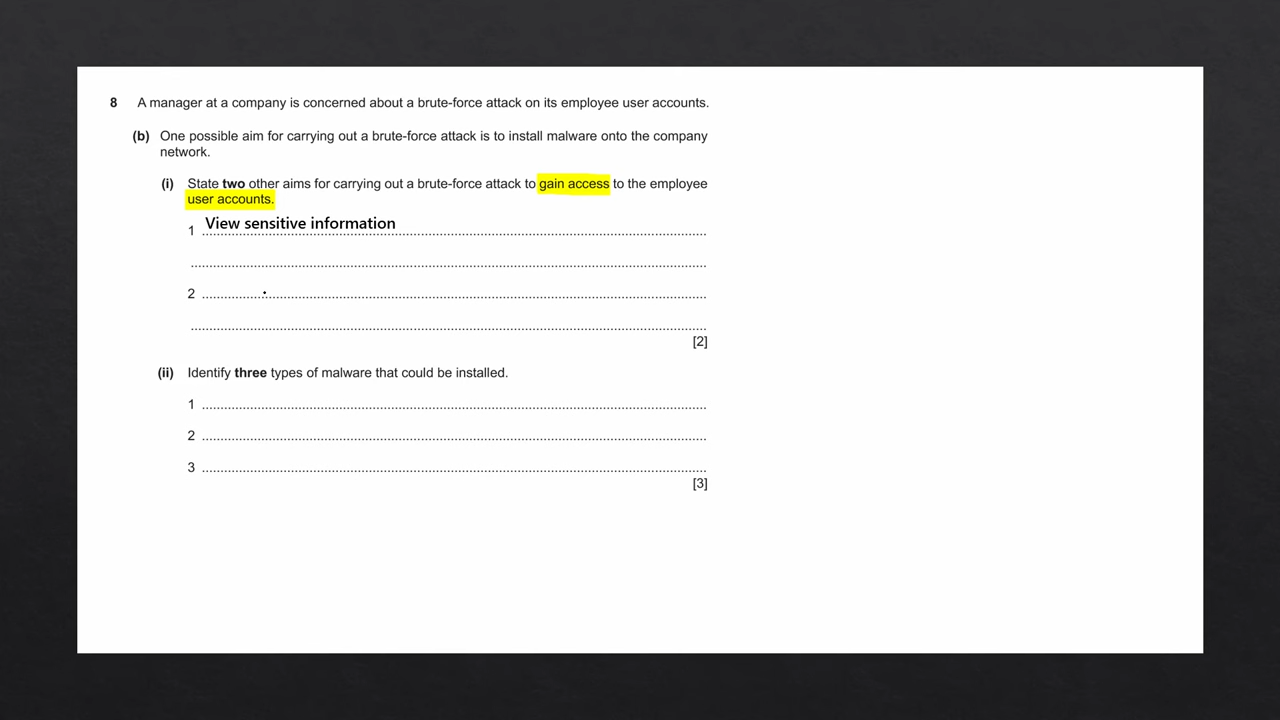 8 A manager at a company is concerned about a brute-force attack on its employee user accounts.
(b) One possible aim for carrying out a brute-force attack is to install malware onto the company
network.
(i) State two other aims for carrying out a brute-force attack to gain access to the employee
user accounts.
1 View sensitive information
2
[2]
(ii) Identify three types of malware that could be installed.
1
2
3
[3]